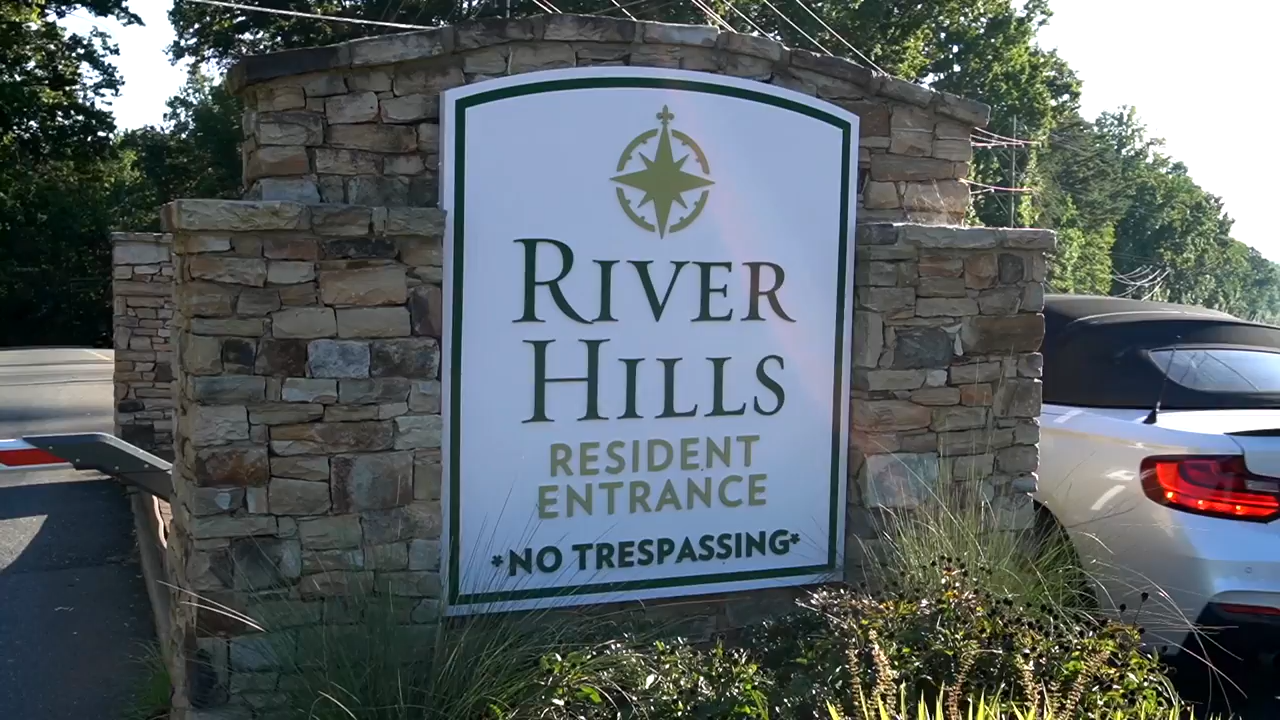 RIVER
HILLS
RESIDENT
ENTRANCE
*NO TRESPASSING*